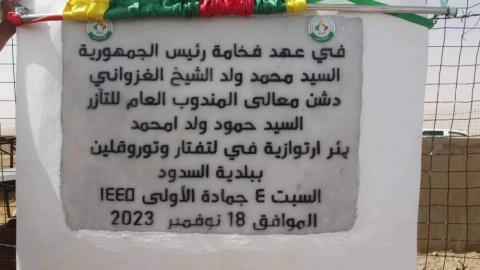 في عهد فخامة رئيس الجمهورية
السيد محمد ولد الشيخ الغزواني
دشن معالى المندوب العام للتآزر
السيد حمود ولد امحمد
بئر ارتوازية في لتفتار وتوروقلين
ببلدية السدود
السبت ٤ جمادة الأولى ١٤٤٥
الموافق 18 نوفمبر 2023